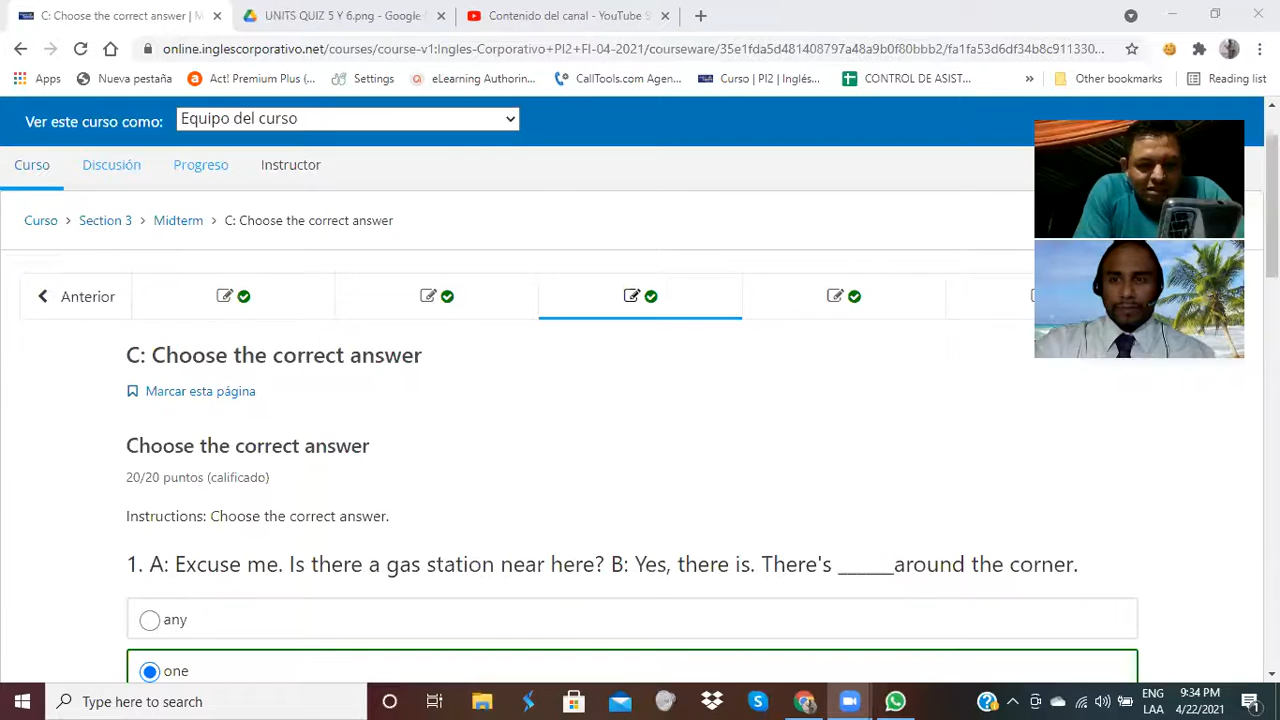 C: Choose the correct answer | M
UNITS QUIZ 5 Y 6.png - Google
Contenido del canal - YouTube S
online.inglescorporativo.net/courses/course-v1:Ingles-Corporativo+PI2+FI-04-2021/courseware/35e1fda5d481408797a48a9b0f80bbb2/fa1fa53d6df34b8c911330...
Apps
Nueva pestaña
Act! Premium Plus (...
Settings
eLearning Authorin...
CallTools.com Agen...
Curso | PI2 | Inglés...
CONTROL DE ASIST...
»
Other bookmarks
Reading list
Ver este curso como:
Equipo del curso
Curso
Discusión
Progreso
Instructor
Curso > Section 3 > Midterm > C: Choose the correct answer
Anterior
C: Choose the correct answer
Marcar esta página
Choose the correct answer
20/20 puntos (calificado)
Instructions: Choose the correct answer.
1. A: Excuse me. Is there a gas station near here? B: Yes, there is. There's ______around the corner.
any
one
Type here to search
ENG
LAA
9:34 PM
4/22/2021